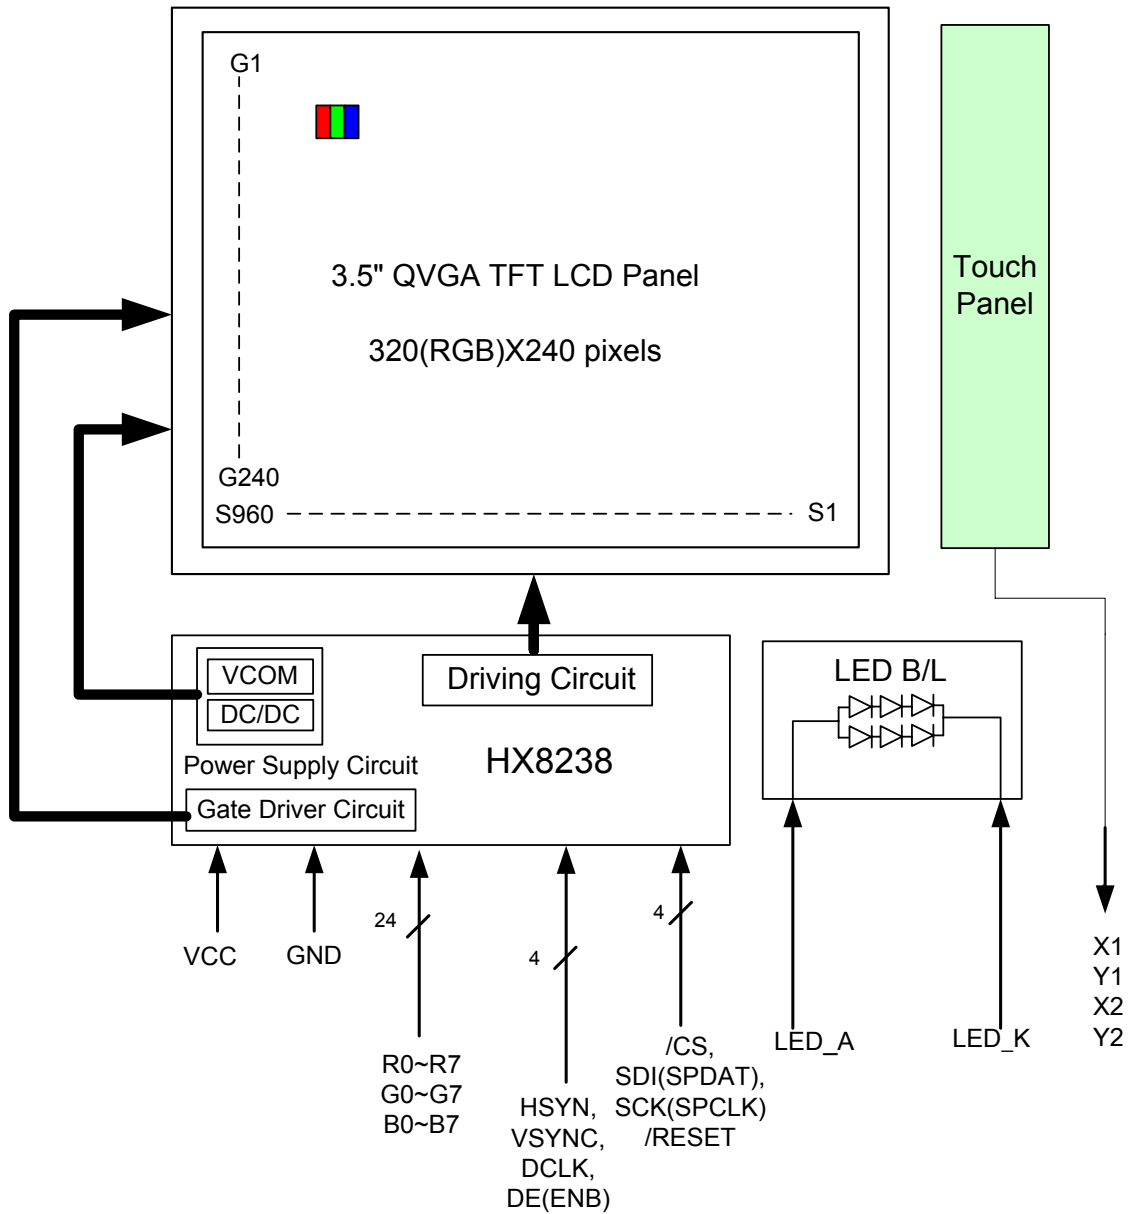 G1
3.5" QVGA TFT LCD Panel
320(RGB)X240 pixels
G240
S960
S1
Touch
Panel
VCOM
DC/DC
Power Supply Circuit
Gate Driver Circuit
Driving Circuit
HX8238
LED B/L
VCC
GND
24
R0~R7
G0~G7
B0~B7
4
HSYN,
VSYNC,
DCLK,
DE(ENB)
4
/CS,
SDI(SPDAT),
SCK(SPCLK)
/RESET
LED_A
LED_K
X1
Y1
X2
Y2